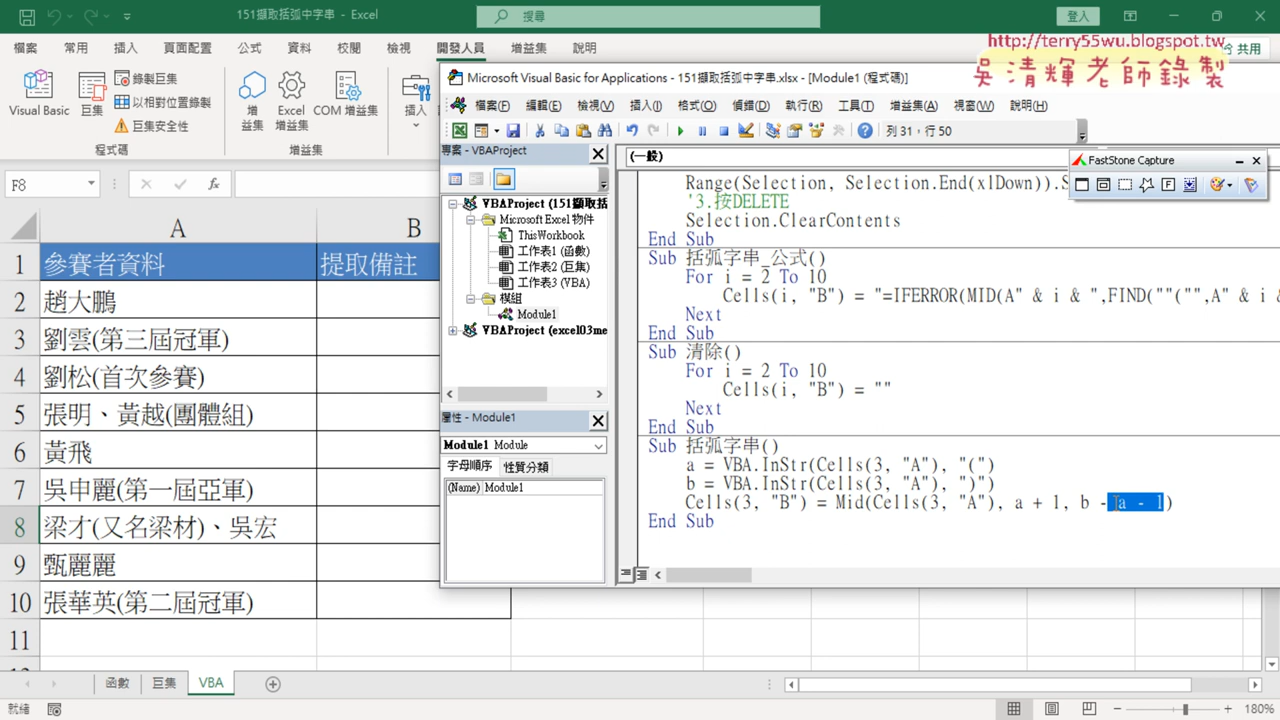 151擷取括弧中字串 - Excel
搜尋
登入
檔案 常用 插入 頁面配置 公式 資料 校閱 檢視 開發人員 增益集 說明
共用
http://terry55wu.blogspot.tw
吳清輝老師錄製
Visual Basic
巨集
錄製巨集
以相對位置錄製
巨集安全性
程式碼
增益集
Excel 增益集
COM 增益集
增益集
插入
F8
fx
A B
1 參賽者資料 提取備註
2 趙大鵬
3 劉雲(第三屆冠軍)
4 劉松(首次參賽)
5 張明、黃越(團體組)
6 黃飛
7 吳申麗(第一屆亞軍)
8 梁才(又名梁材)、吳宏
9 甄麗麗
10 張華英(第二屆冠軍)
11
函數 巨集 VBA
就緒
180%
Microsoft Visual Basic for Applications - 151擷取括弧中字串.xlsx - [Module1 (程式碼)]
檔案(F) 編輯(E) 檢視(V) 插入(I) 格式(O) 偵錯(D) 執行(R) 工具(T) 增益集(A) 視窗(W) 說明(H)
列 31，行 50
專案 - VBAProject
VBAProject (151擷取括
Microsoft Excel 物件
ThisWorkbook
工作表1 (函數)
工作表2 (巨集)
工作表3 (VBA)
模組
Module1
VBAProject (excel03me
屬性 - Module1
Module1 Module
字母順序 性質分類
(Name) Module1
(一般)
FastStone Capture
Range(Selection, Selection.End(xlDown)).S
'3.按DELETE
Selection.ClearContents
End Sub
Sub 括弧字串_公式()
For i = 2 To 10
Cells(i, "B") = "=IFERROR(MID(A" & i & ",FIND(""("",A" & i &
Next
End Sub
Sub 清除()
For i = 2 To 10
Cells(i, "B") = ""
Next
End Sub
Sub 括弧字串()
a = VBA.InStr(Cells(3, "A"), "(")
b = VBA.InStr(Cells(3, "A"), ")")
Cells(3, "B") = Mid(Cells(3, "A"), a + 1, b - a - 1)
End Sub